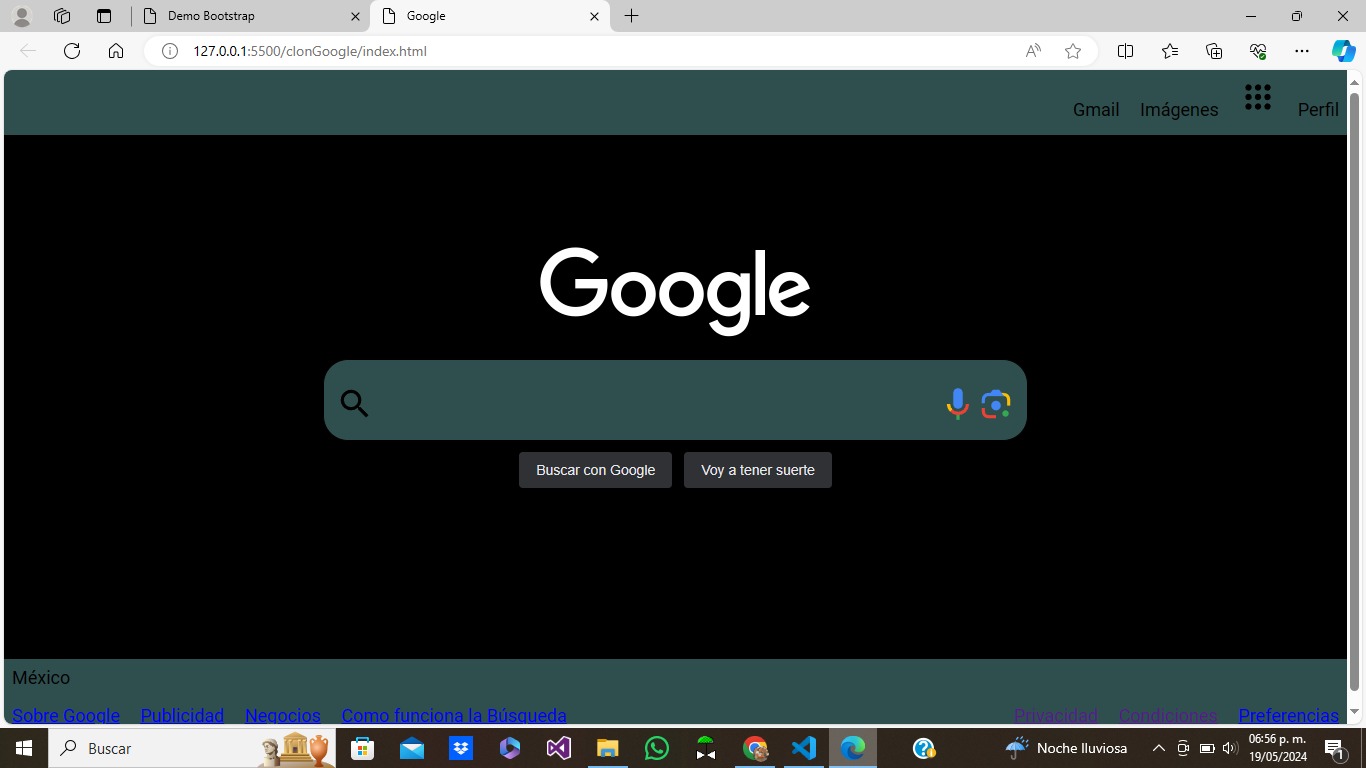 Demo Bootstrap
Google
127.0.0.1:5500/clonGoogle/index.html
Gmail Imágenes Perfil
Google
Buscar con Google Voy a tener suerte
México
Sobre Google Publicidad Negocios Como funciona la Búsqueda Privacidad Condiciones Preferencias
Buscar
Noche lluviosa
06:56 p. m.
19/05/2024
1